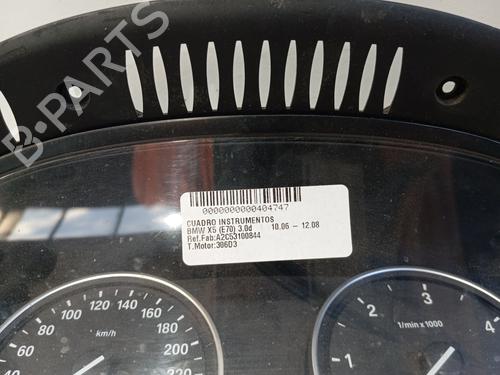 B-PARTS
0000000000404747
CUADRO INSTRUMENTOS
BMW X5 (E70) 3.0d 10.06 - 12.08
Ref.Fab:A2C53100844
T.Motor:306D3
40
60
80
100
120
140
160
180
200
220
km/h
1
2
3
4
1/min x 1000